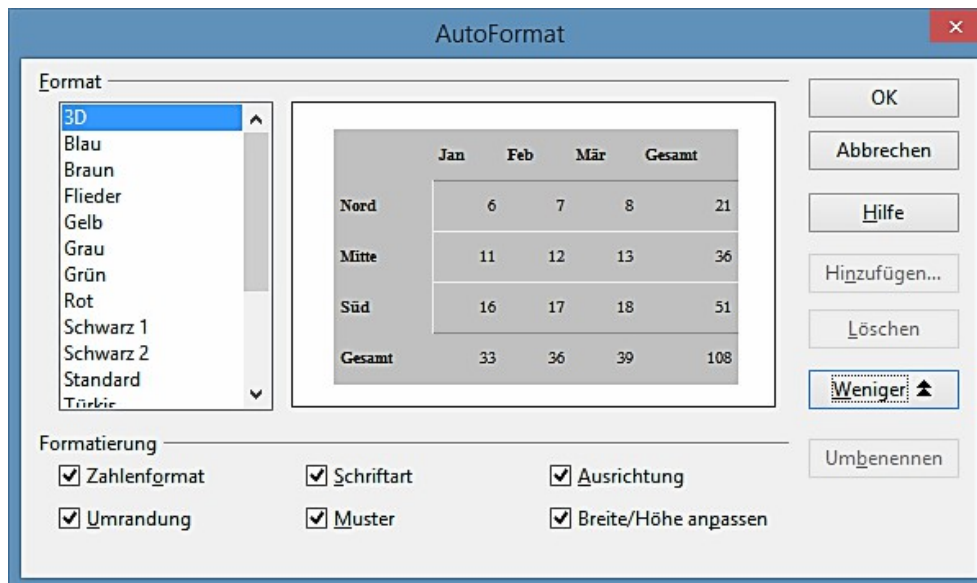 AutoFormat
Format
3D
Blau
Braun
Flieder
Gelb
Grau
Grün
Rot
Schwarz 1
Schwarz 2
Standard
Türkis
Jan Feb Mär Gesamt
Nord 6 7 8 21
Mitte 11 12 13 36
Süd 16 17 18 51
Gesamt 33 36 39 108
OK
Abbrechen
Hilfe
Hinzufügen...
Löschen
Weniger
Umbenennen
Formatierung
Zahlenformat Schriftart Ausrichtung
Umrandung Muster Breite/Höhe anpassen